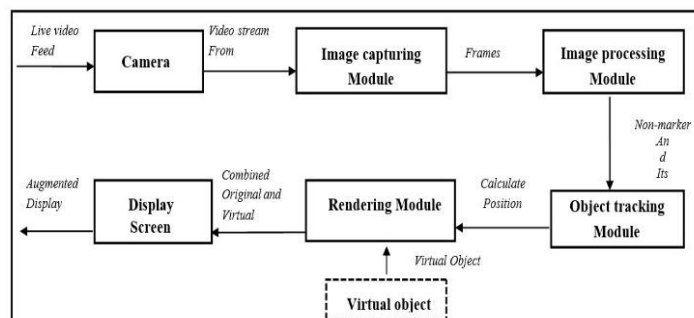 Live video
Feed
Camera
Video stream
From
Image capturing
Module
Frames
Image processing
Module
Non-marker
An
d
Its
Augmented
Display
Display
Screen
Combined
Original and
Virtual
Rendering Module
Calculate
Position
Object tracking
Module
Virtual Object
Virtual object